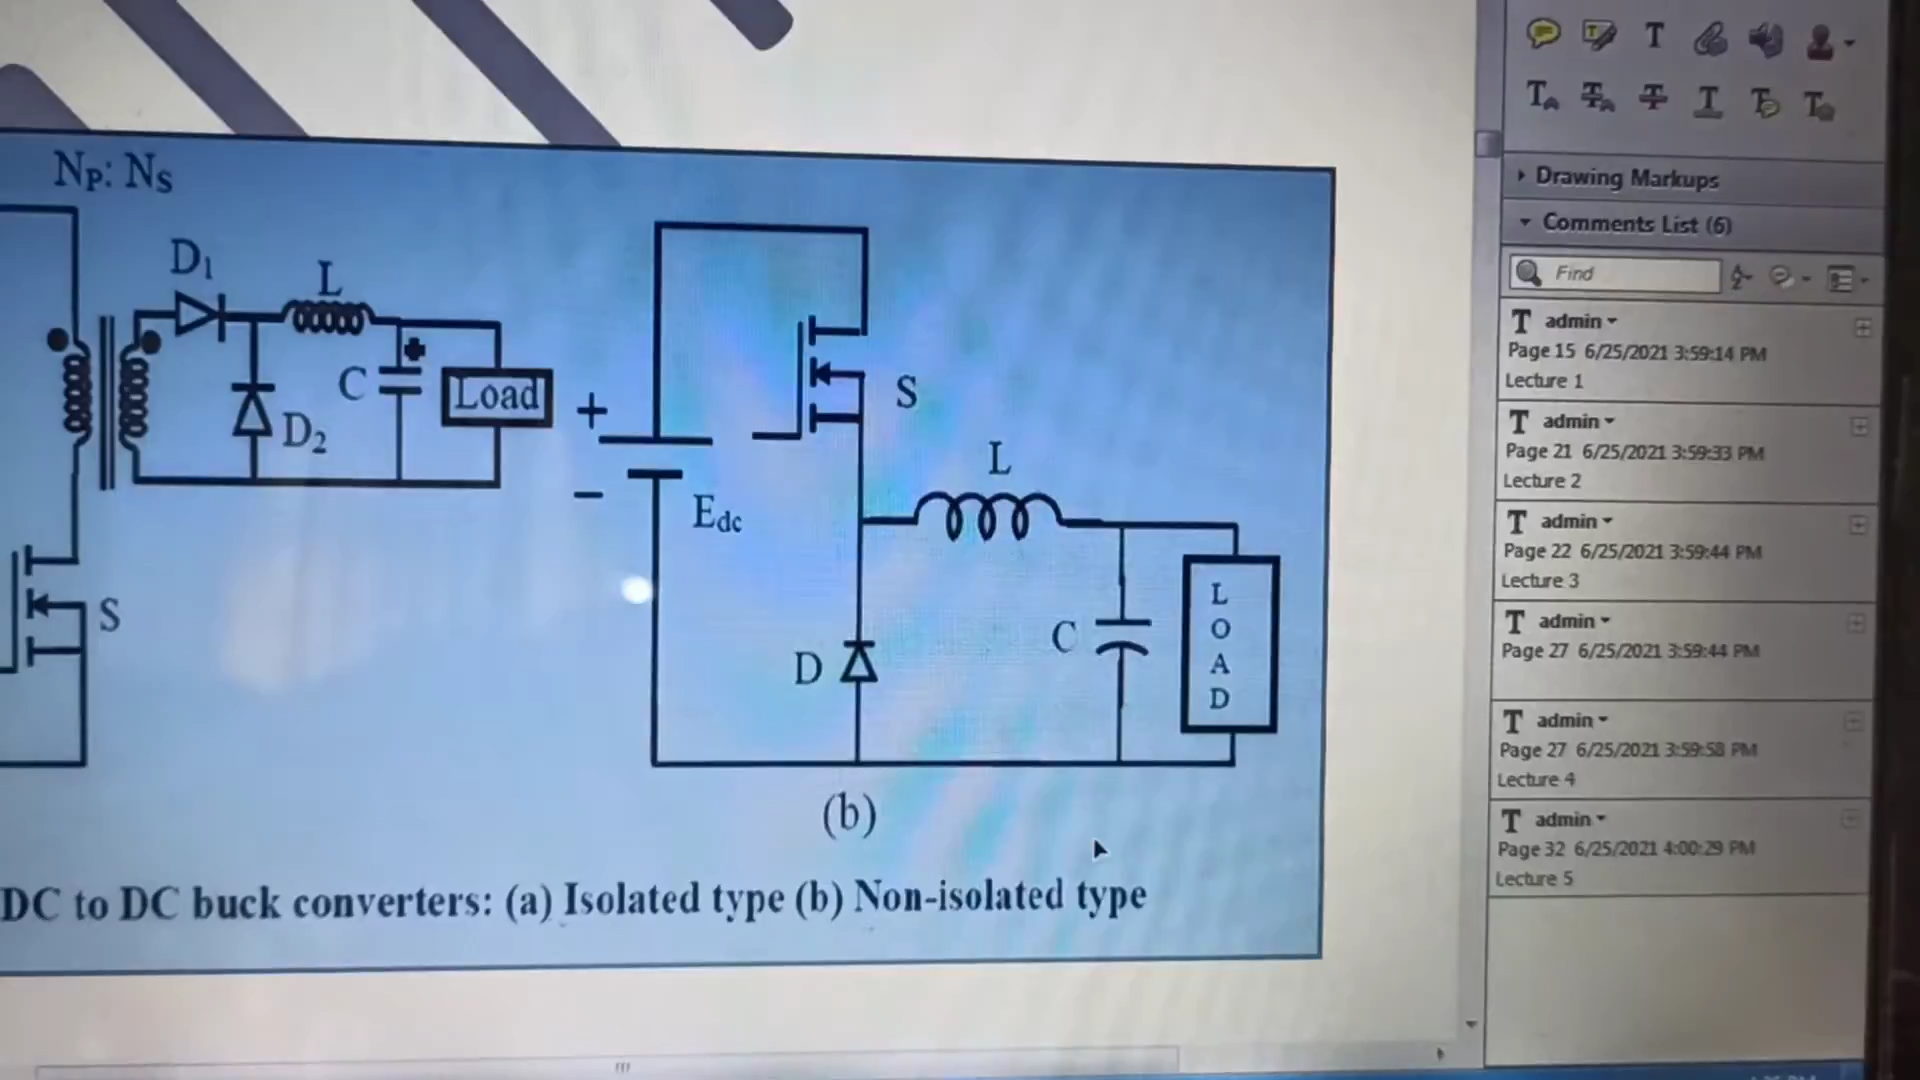 NP: NS
D1
L
C
Load
D2
S
+
−
Edc
S
L
D
C
L
O
A
D
(b)
DC to DC buck converters: (a) Isolated type (b) Non-isolated type
Drawing Markups
Comments List (6)
Find
admin
Page 15 6/25/2021 3:59:14 PM
Lecture 1
admin
Page 21 6/25/2021 3:59:33 PM
Lecture 2
admin
Page 22 6/25/2021 3:59:44 PM
Lecture 3
admin
Page 27 6/25/2021 3:59:44 PM
admin
Page 27 6/25/2021 3:59:58 PM
Lecture 4
admin
Page 32 6/25/2021 4:00:29 PM
Lecture 5